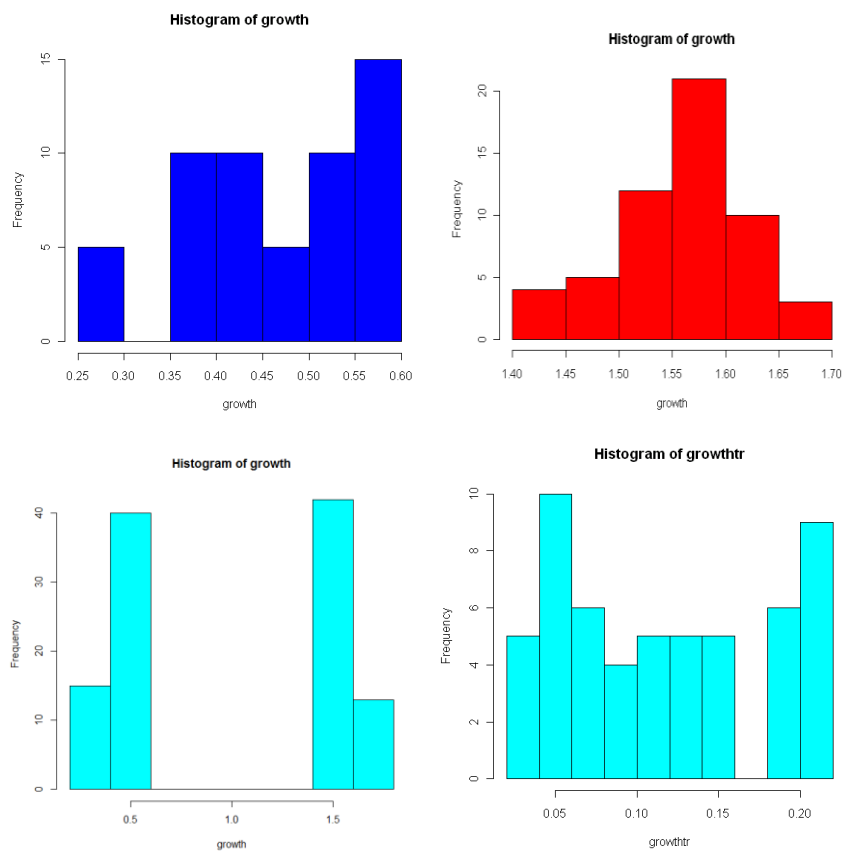 Histogram of growth
Frequency
0 5 10 15
0.25 0.30 0.35 0.40 0.45 0.50 0.55 0.60
growth
Histogram of growth
Frequency
0 5 10 15 20
1.40 1.45 1.50 1.55 1.60 1.65 1.70
growth
Histogram of growth
Frequency
0 10 20 30 40
0.5 1.0 1.5
growth
Histogram of growthtr
Frequency
0 2 4 6 8 10
0.05 0.10 0.15 0.20
growthtr